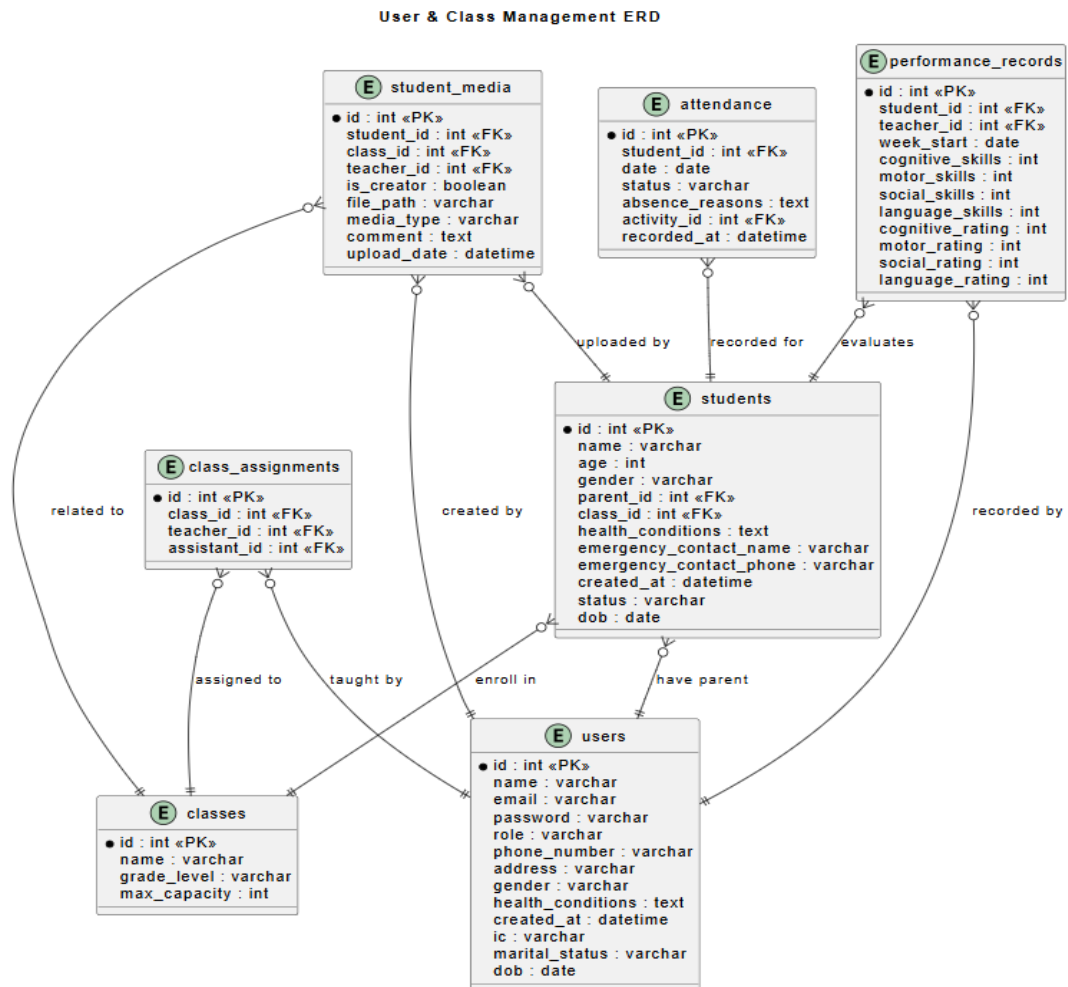 User & Class Management ERD
E student_media
id : int «PK»
student_id : int «FK»
class_id : int «FK»
teacher_id : int «FK»
is_creator : boolean
file_path : varchar
media_type : varchar
comment : text
upload_date : datetime
E attendance
id : int «PK»
student_id : int «FK»
date : date
status : varchar
absence_reasons : text
activity_id : int «FK»
recorded_at : datetime
E performance_records
id : int «PK»
student_id : int «FK»
teacher_id : int «FK»
week_start : date
cognitive_skills : int
motor_skills : int
social_skills : int
language_skills : int
cognitive_rating : int
motor_rating : int
social_rating : int
language_rating : int
uploaded by
recorded for
evaluates
E students
id : int «PK»
name : varchar
age : int
gender : varchar
parent_id : int «FK»
class_id : int «FK»
health_conditions : text
emergency_contact_name : varchar
emergency_contact_phone : varchar
created_at : datetime
status : varchar
dob : date
E class_assignments
id : int «PK»
class_id : int «FK»
teacher_id : int «FK»
assistant_id : int «FK»
related to
created by
recorded by
assigned to
taught by
enroll in
have parent
E classes
id : int «PK»
name : varchar
grade_level : varchar
max_capacity : int
E users
id : int «PK»
name : varchar
email : varchar
password : varchar
role : varchar
phone_number : varchar
address : varchar
gender : varchar
health_conditions : text
created_at : datetime
ic : varchar
marital_status : varchar
dob : date